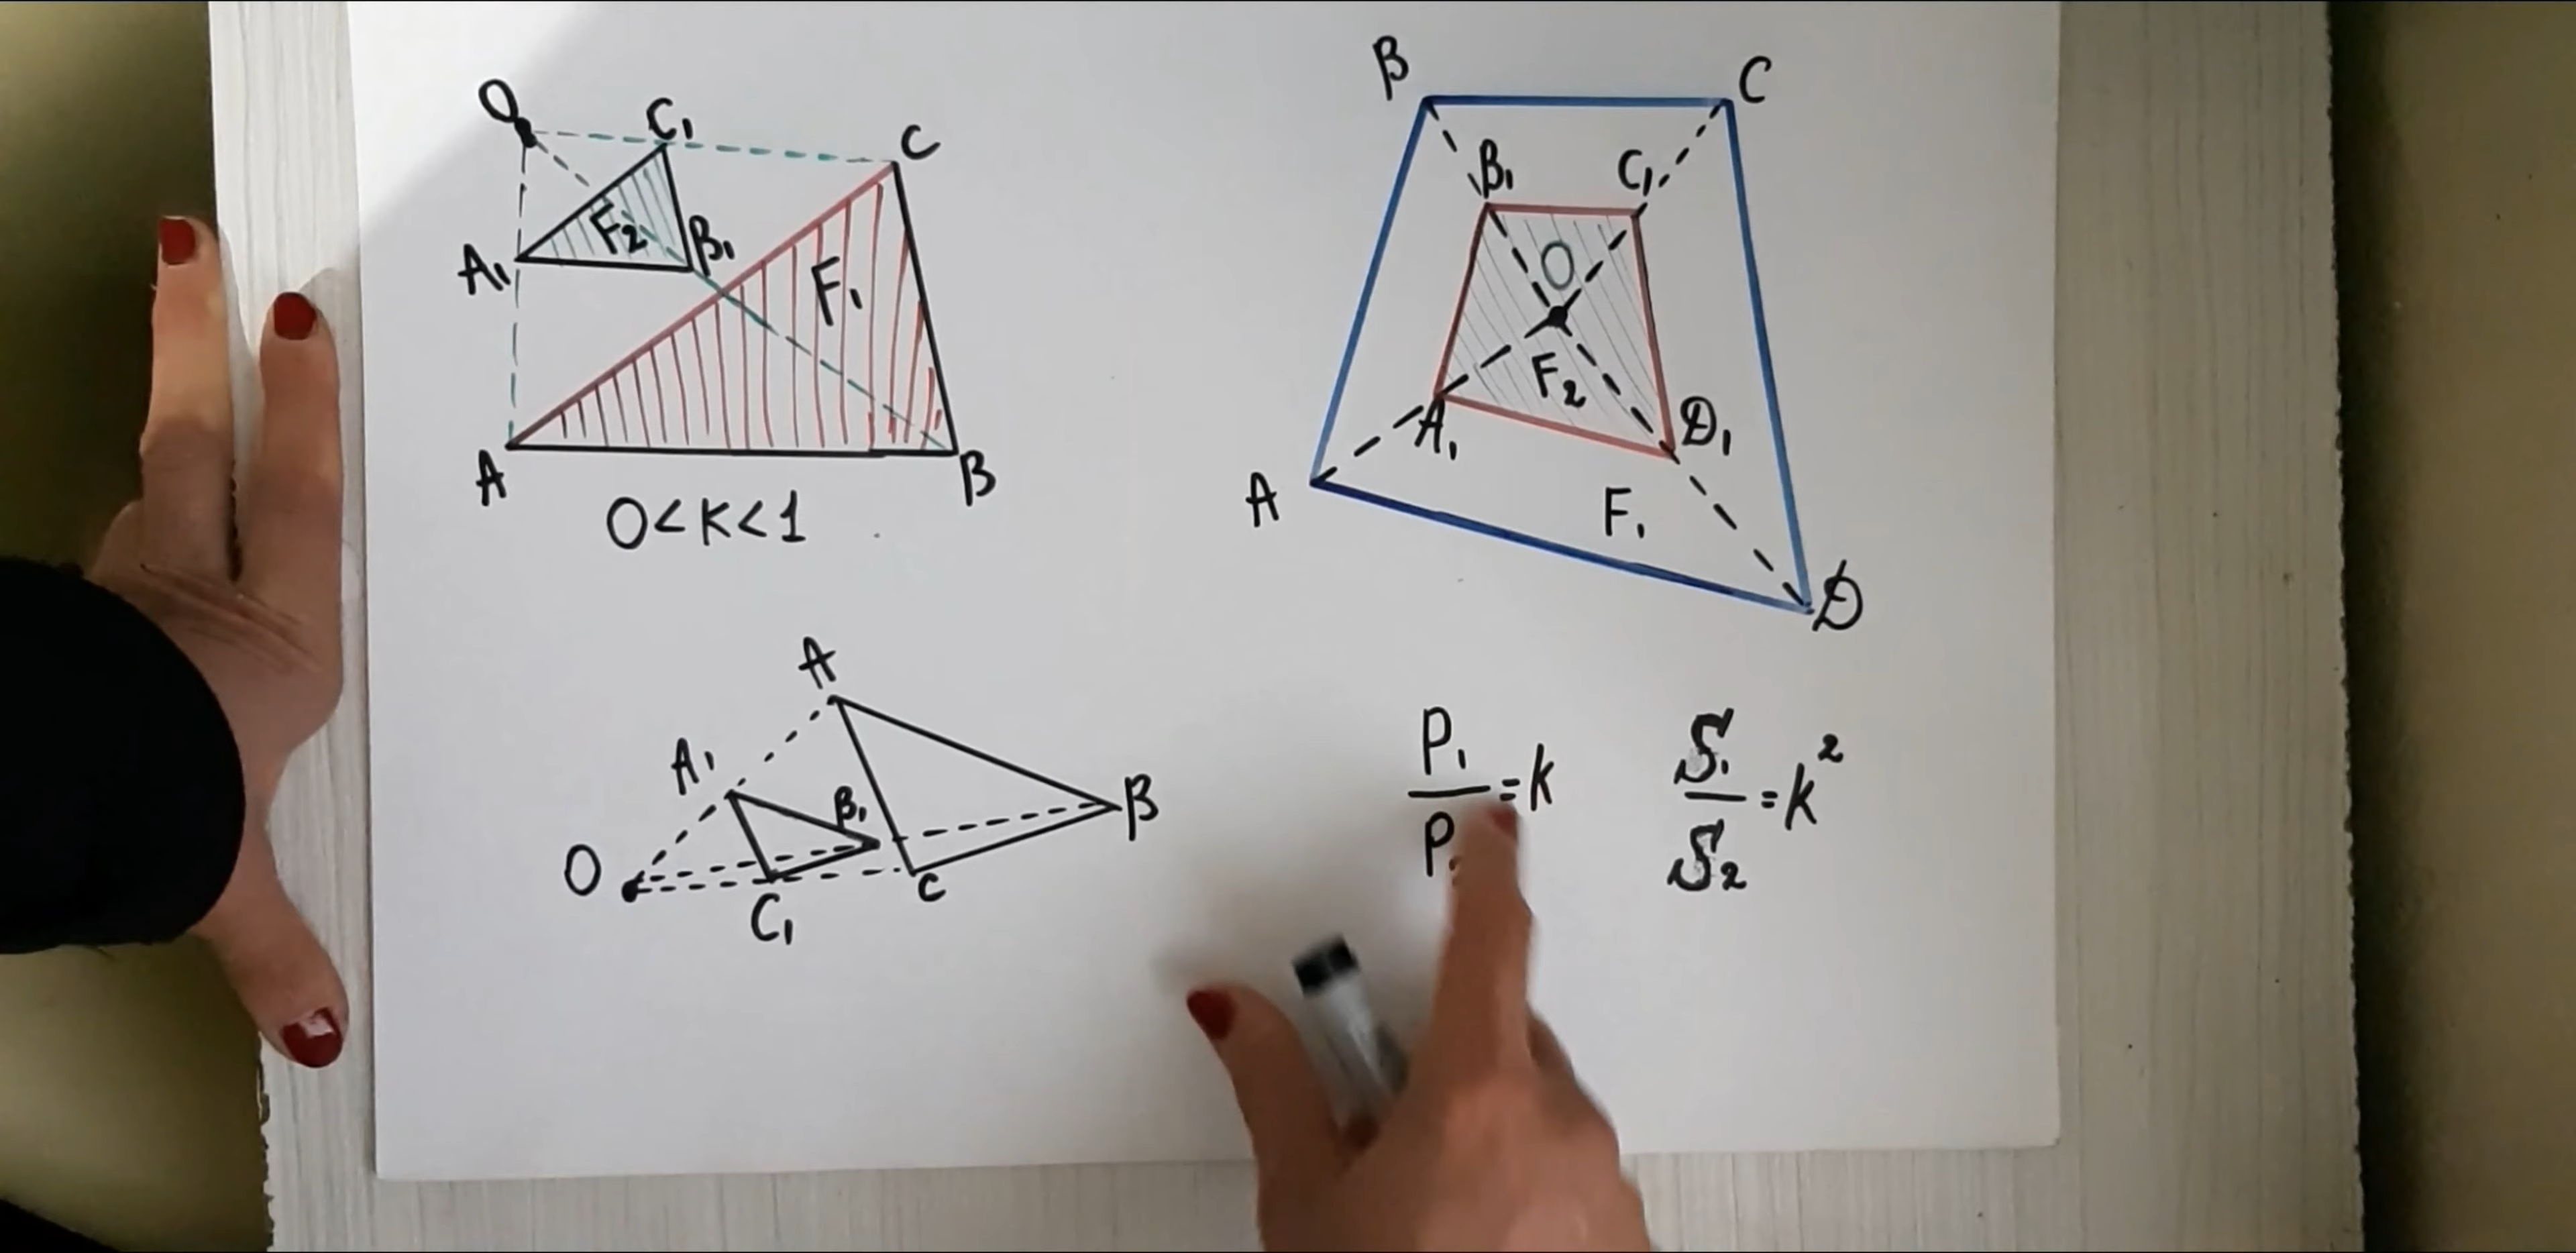 O
C₁
C
F₂
B₁
A₁
F₁
A
B
0<K<1
B
C
B₁
C₁
O
F₂
A₁
D₁
A
F₁
D
A
A₁
B₁
B
O
C
C₁
P₁/P = k
S₁/S₂ = k²